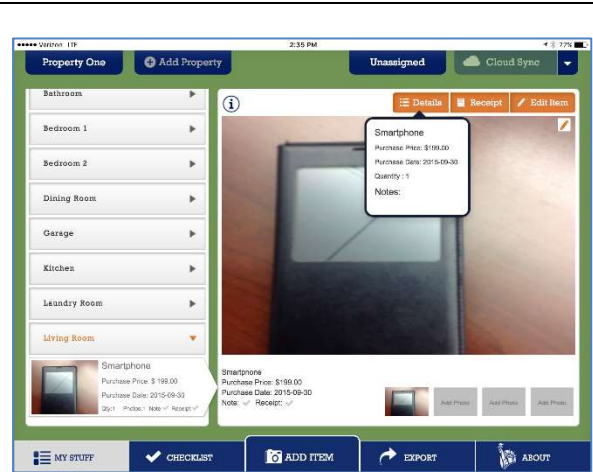 Verizon LTE 2:35 PM 77%
Property One Add Property Unassigned Cloud Sync
Bathroom
Bedroom 1
Bedroom 2
Dining Room
Garage
Kitchen
Laundry Room
Living Room
Smartphone
Purchase Price: $ 199.00
Purchase Date: 2015-09-30
Qty:1 Photos:1 Note Receipt
i
Details Receipt Edit Item
Smartphone
Purchase Price: $199.00
Purchase Date: 2015-09-30
Quantity : 1
Notes:
Smartphone
Purchase Price: $199.00
Purchase Date: 2015-09-30
Note: Receipt:
Add Photo Add Photo Add Photo
MY STUFF CHECKLIST ADD ITEM EXPORT ABOUT